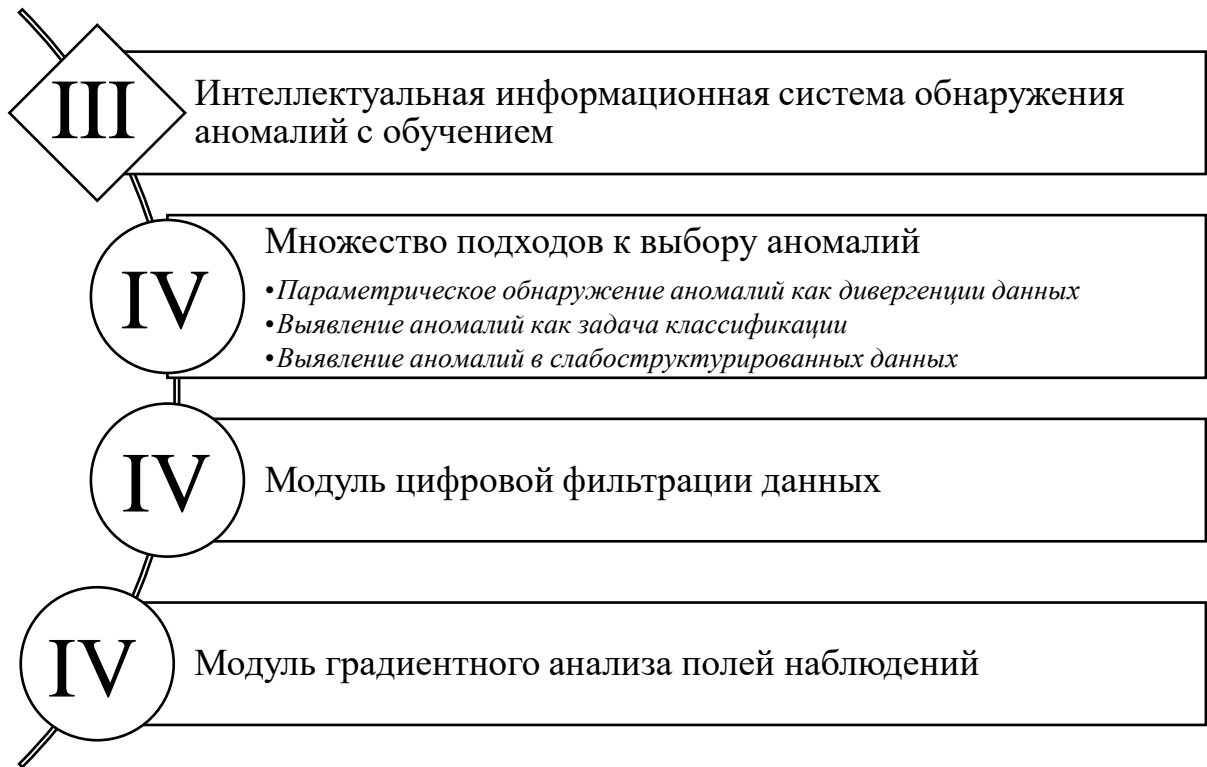 III
Интеллектуальная информационная система обнаружения
аномалий с обучением
IV
Множество подходов к выбору аномалий
•Параметрическое обнаружение аномалий как дивергенции данных
•Выявление аномалий как задача классификации
•Выявление аномалий в слабоструктурированных данных
IV
Модуль цифровой фильтрации данных
IV
Модуль градиентного анализа полей наблюдений